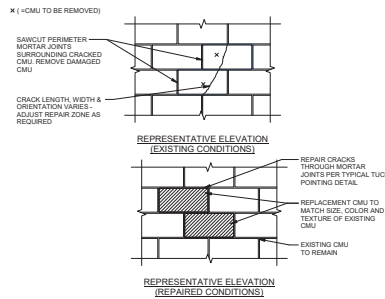 × ( =CMU TO BE REMOVED)
SAWCUT PERIMETER
MORTAR JOINTS
SURROUNDING CRACKED
CMU. REMOVE DAMAGED
CMU
×
×
CRACK LENGTH, WIDTH &
ORIENTATION VARIES -
ADJUST REPAIR ZONE AS
REQUIRED
REPRESENTATIVE ELEVATION
(EXISTING CONDITIONS)
REPAIR CRACKS
THROUGH MORTAR
JOINTS PER TYPICAL TUC
POINTING DETAIL
REPLACEMENT CMU TO
MATCH SIZE, COLOR AND
TEXTURE OF EXISTING
CMU
EXISTING CMU
TO REMAIN
REPRESENTATIVE ELEVATION
(REPAIRED CONDITIONS)